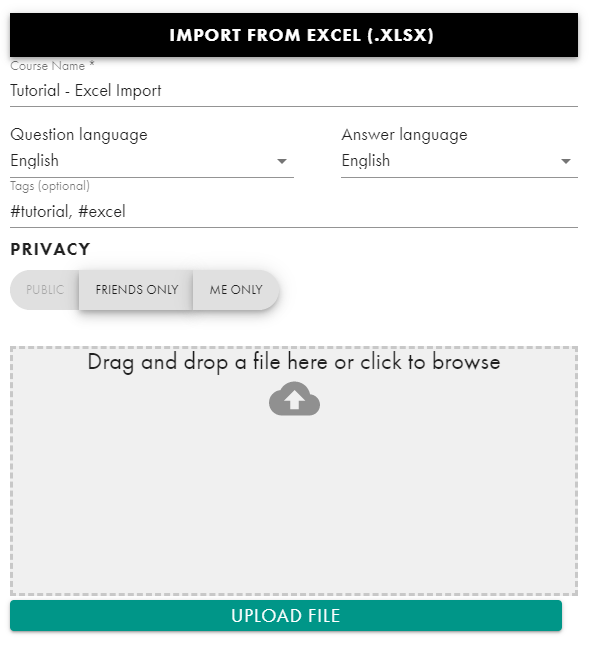 IMPORT FROM EXCEL (.XLSX)
Course Name *
Tutorial - Excel Import
Question language
Answer language
English
English
Tags (optional)
#tutorial, #excel
PRIVACY
PUBLIC
FRIENDS ONLY
ME ONLY
Drag and drop a file here or click to browse
UPLOAD FILE